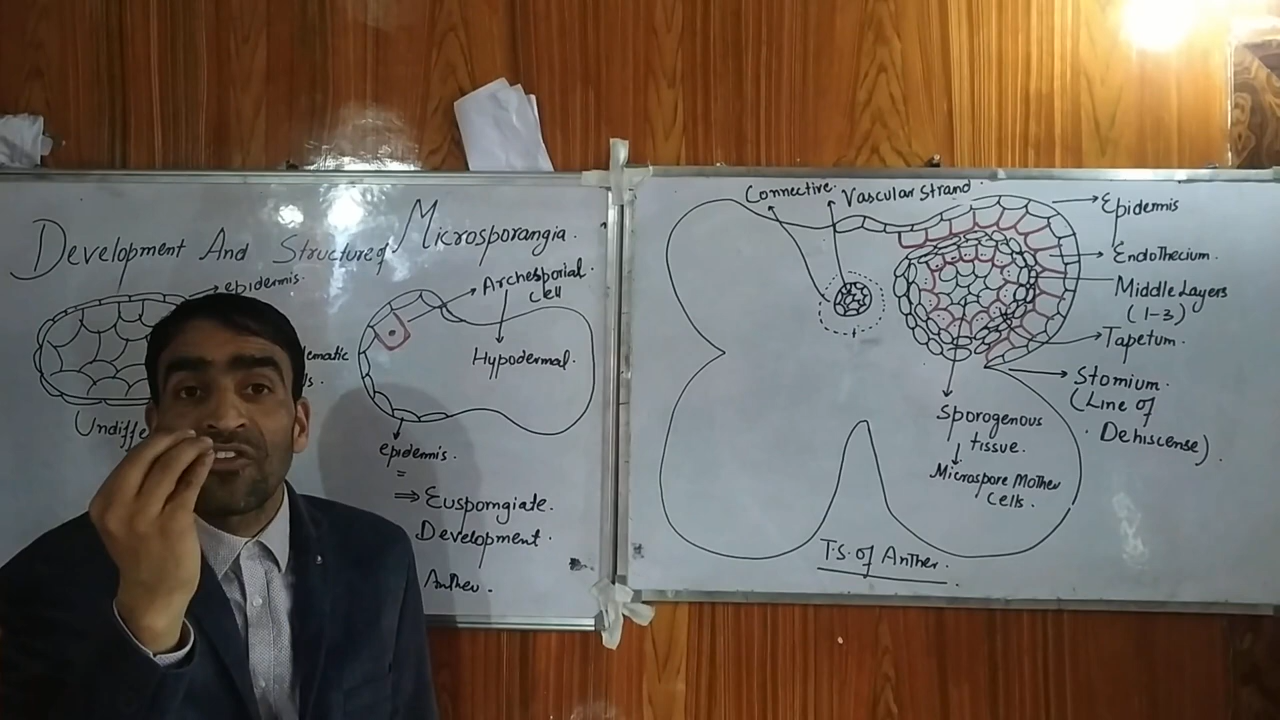 Development And Structure of Microsporangia.
epidermis.
Archesporial
cell
Hypodermal.
epidermis.
=
⇒ Eusporngiate.
Development.
Anther.
Connective.
Vascular Strand.
Epidermis
Endothecium.
Middle Layers
(1-3)
Tapetum.
Stomium.
(Line of
Dehiscense).
Sporogenous
tissue.
Microspore Mother
Cells.
T.S. of Anther.